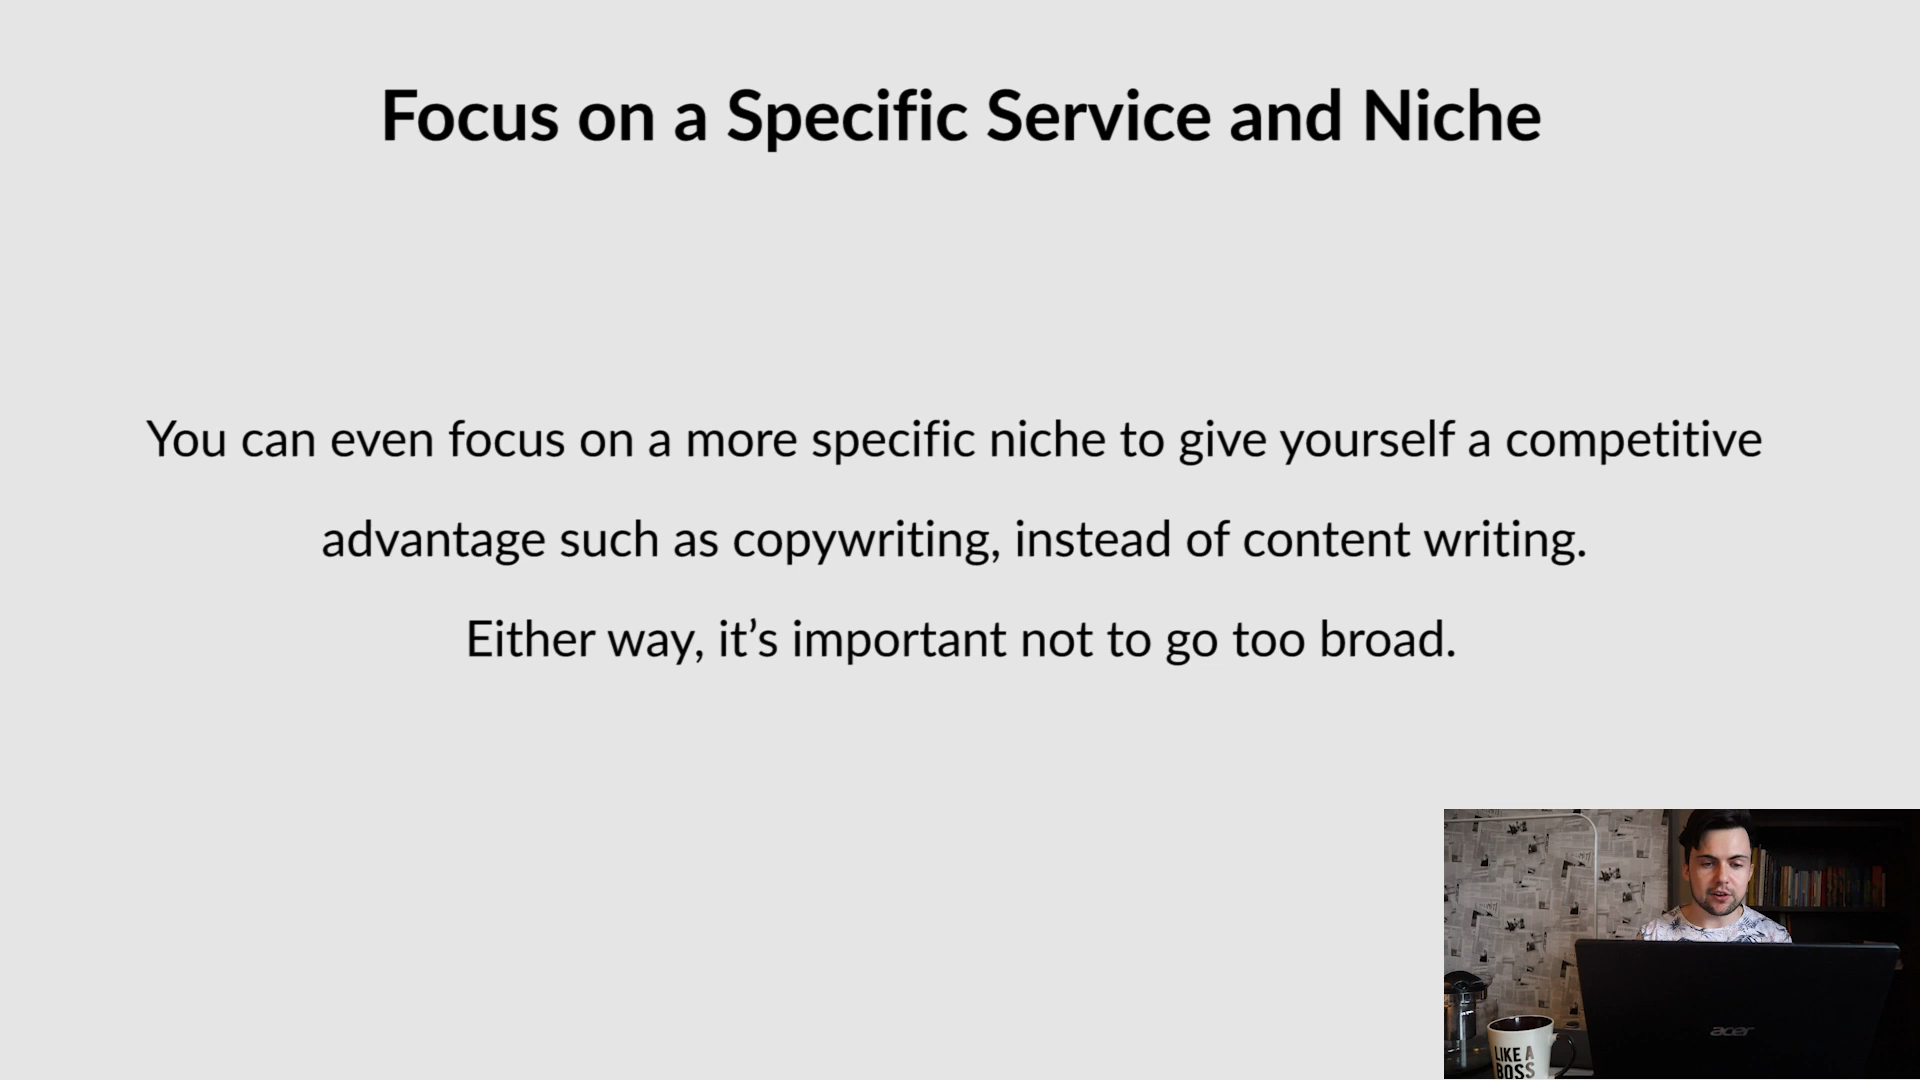 Focus on a Specific Service and Niche
You can even focus on a more specific niche to give yourself a competitive
advantage such as copywriting, instead of content writing.
Either way, it’s important not to go too broad.
acer
LIKE A
BOSS